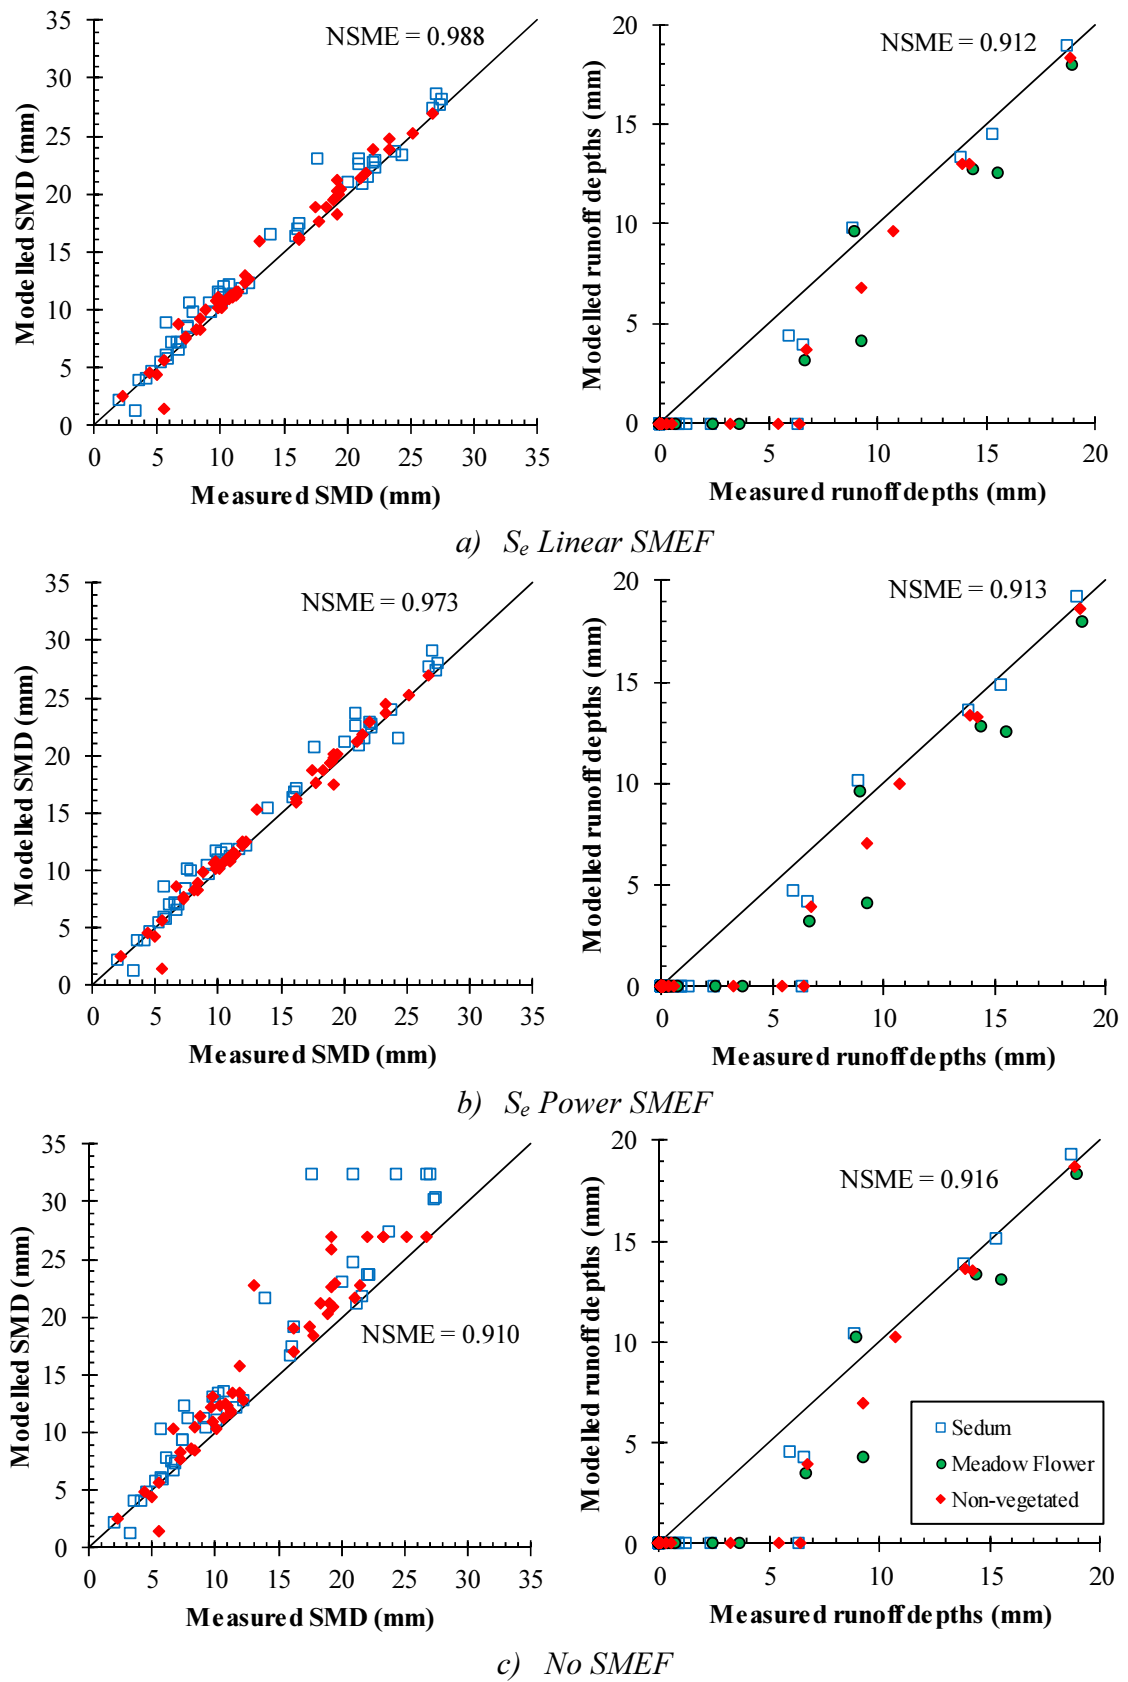 NSME = 0.988
Modelled SMD (mm)
35
30
25
20
15
10
5
0
0 5 10 15 20 25 30 35
Measured SMD (mm)
NSME = 0.912
Modelled runoff depths (mm)
20
15
10
5
0
0 5 10 15 20
Measured runoff depths (mm)
a) Se Linear SMEF
NSME = 0.973
Modelled SMD (mm)
35
30
25
20
15
10
5
0
0 5 10 15 20 25 30 35
Measured SMD (mm)
NSME = 0.913
Modelled runoff depths (mm)
20
15
10
5
0
0 5 10 15 20
Measured runoff depths (mm)
b) Se Power SMEF
NSME = 0.910
Modelled SMD (mm)
35
30
25
20
15
10
5
0
0 5 10 15 20 25 30 35
Measured SMD (mm)
NSME = 0.916
Modelled runoff depths (mm)
20
15
10
5
0
0 5 10 15 20
Measured runoff depths (mm)
Sedum
Meadow Flower
Non-vegetated
c) No SMEF